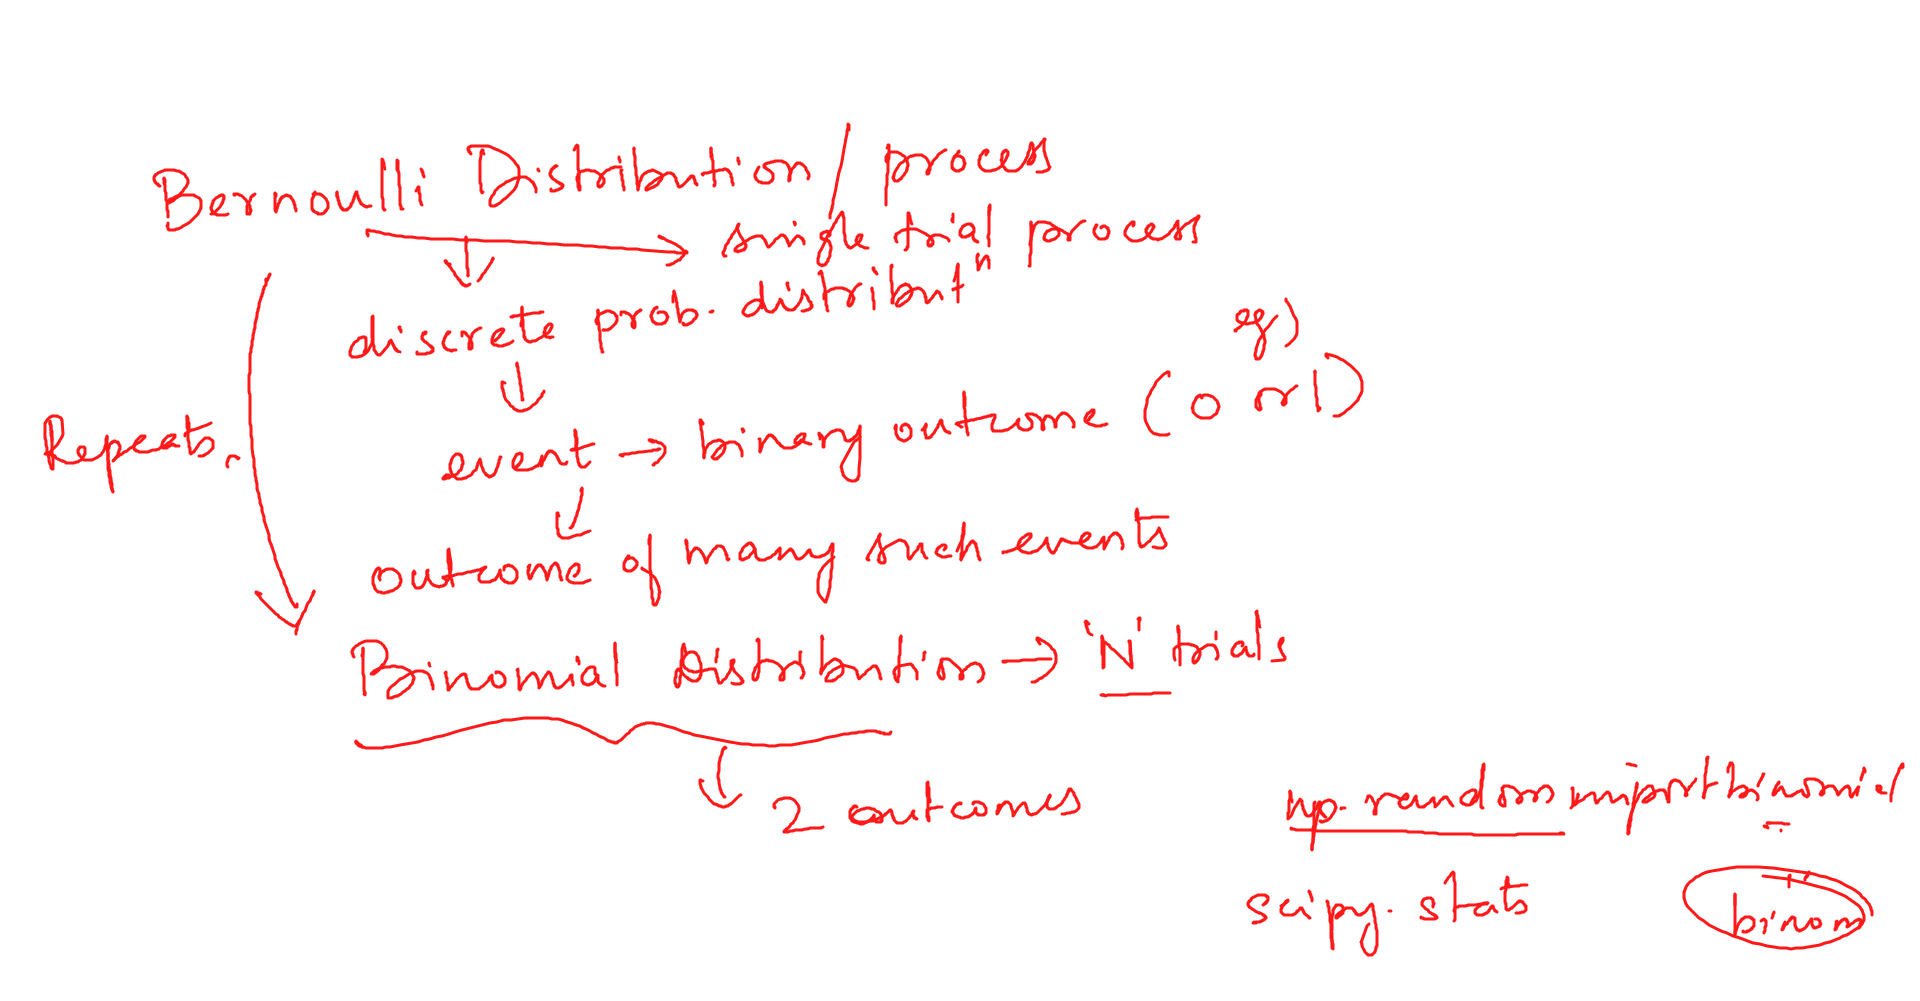 Bernoulli Distribution / process
single trial process
discrete prob. distributⁿ
eg)
event → binary outcome (0 or 1)
Repeats.
outcome of many such events
Binomial Distribution → 'N' trials
2 outcomes
np.random import binomial
scipy.stats binom